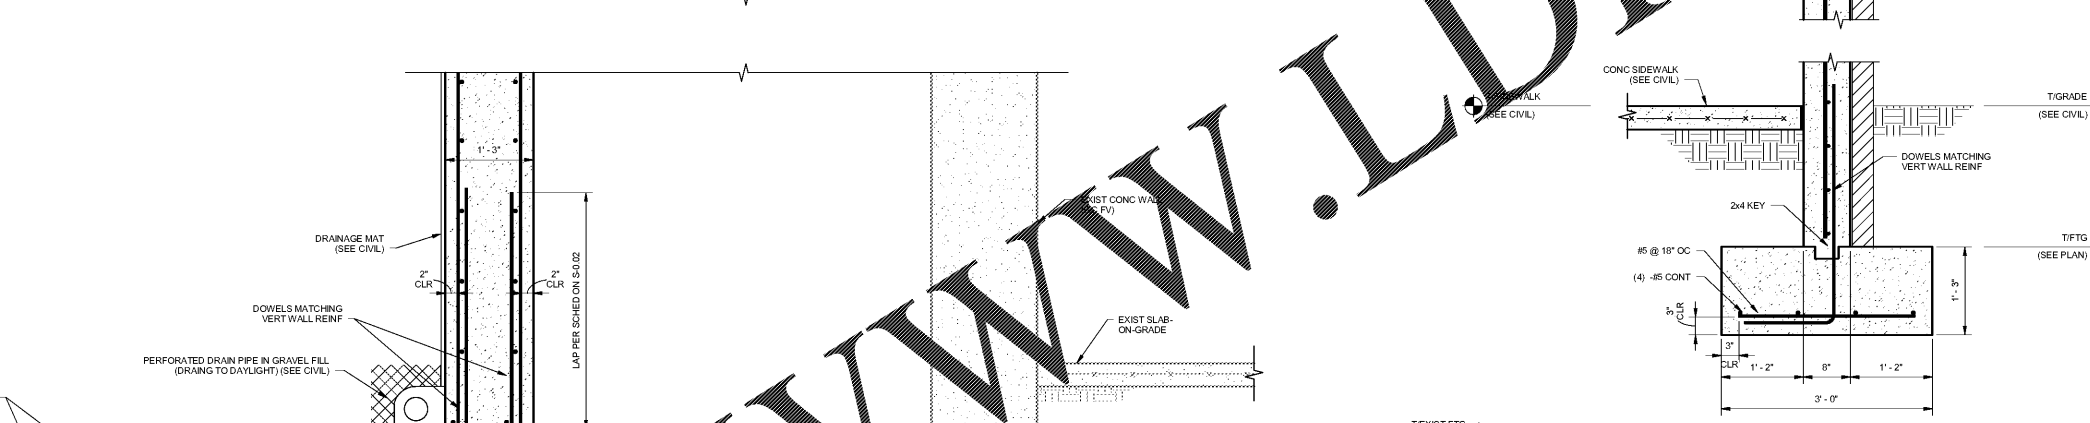 1' - 3"
DRAINAGE MAT
(SEE CIVIL)
2"
CLR
2"
CLR
LAP PER SCHED ON S-0.02
DOWELS MATCHING
VERT WALL REINF
PERFORATED DRAIN PIPE IN GRAVEL FILL
(DRAING TO DAYLIGHT) (SEE CIVIL)
EXIST CONC WALL
FV)
EXIST SLAB-
ON-GRADE
WWW.LD
(SEE CIVIL)
CONC SIDEWALK
(SEE CIVIL)
T/GRADE
(SEE CIVIL)
DOWELS MATCHING
VERT WALL REINF
2x4 KEY
T/FTG
(SEE PLAN)
#5 @ 18" OC
(4) -#5 CONT
3"
CLR
3"
CLR
1' - 3"
1' - 2"
8"
1' - 2"
3' - 0"